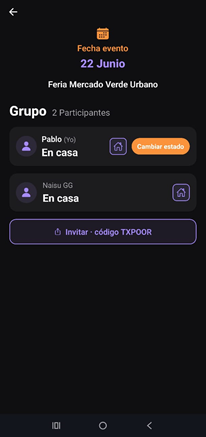 Fecha evento
22 Junio
Feria Mercado Verde Urbano
Grupo 2 Participantes
Pablo (Yo)
En casa
Cambiar estado
Naisu GG
En casa
Invitar · código TXPOOR